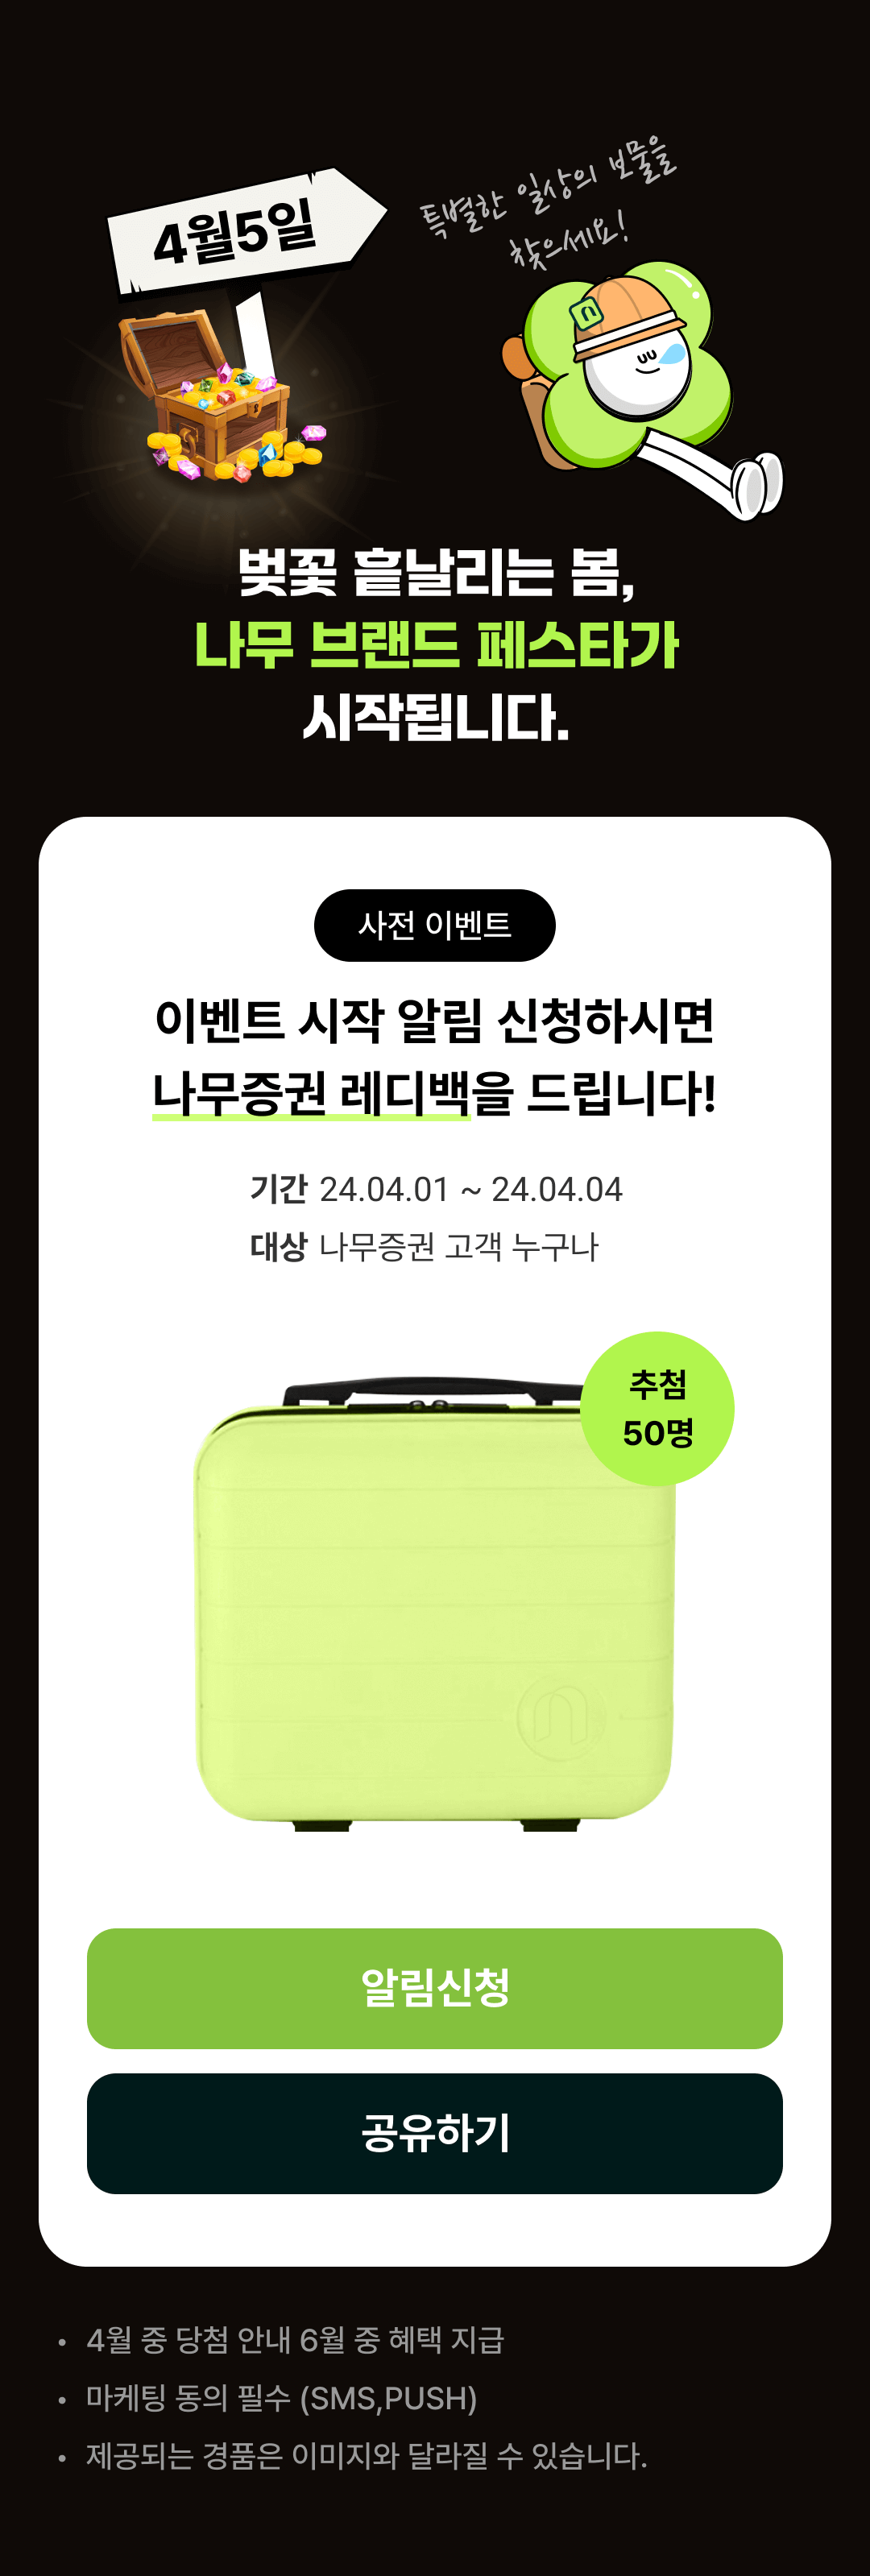 4월5일
특별한 일상의 보물을
찾으세요!
벚꽃 흩날리는 봄,
나무 브랜드 페스타가
시작됩니다.
사전 이벤트
이벤트 시작 알림 신청하시면
나무증권 레디백을 드립니다!
기간 24.04.01 ~ 24.04.04
대상 나무증권 고객 누구나
추첨
50명
알림신청
공유하기
• 4월 중 당첨 안내 6월 중 혜택 지급
• 마케팅 동의 필수 (SMS,PUSH)
• 제공되는 경품은 이미지와 달라질 수 있습니다.